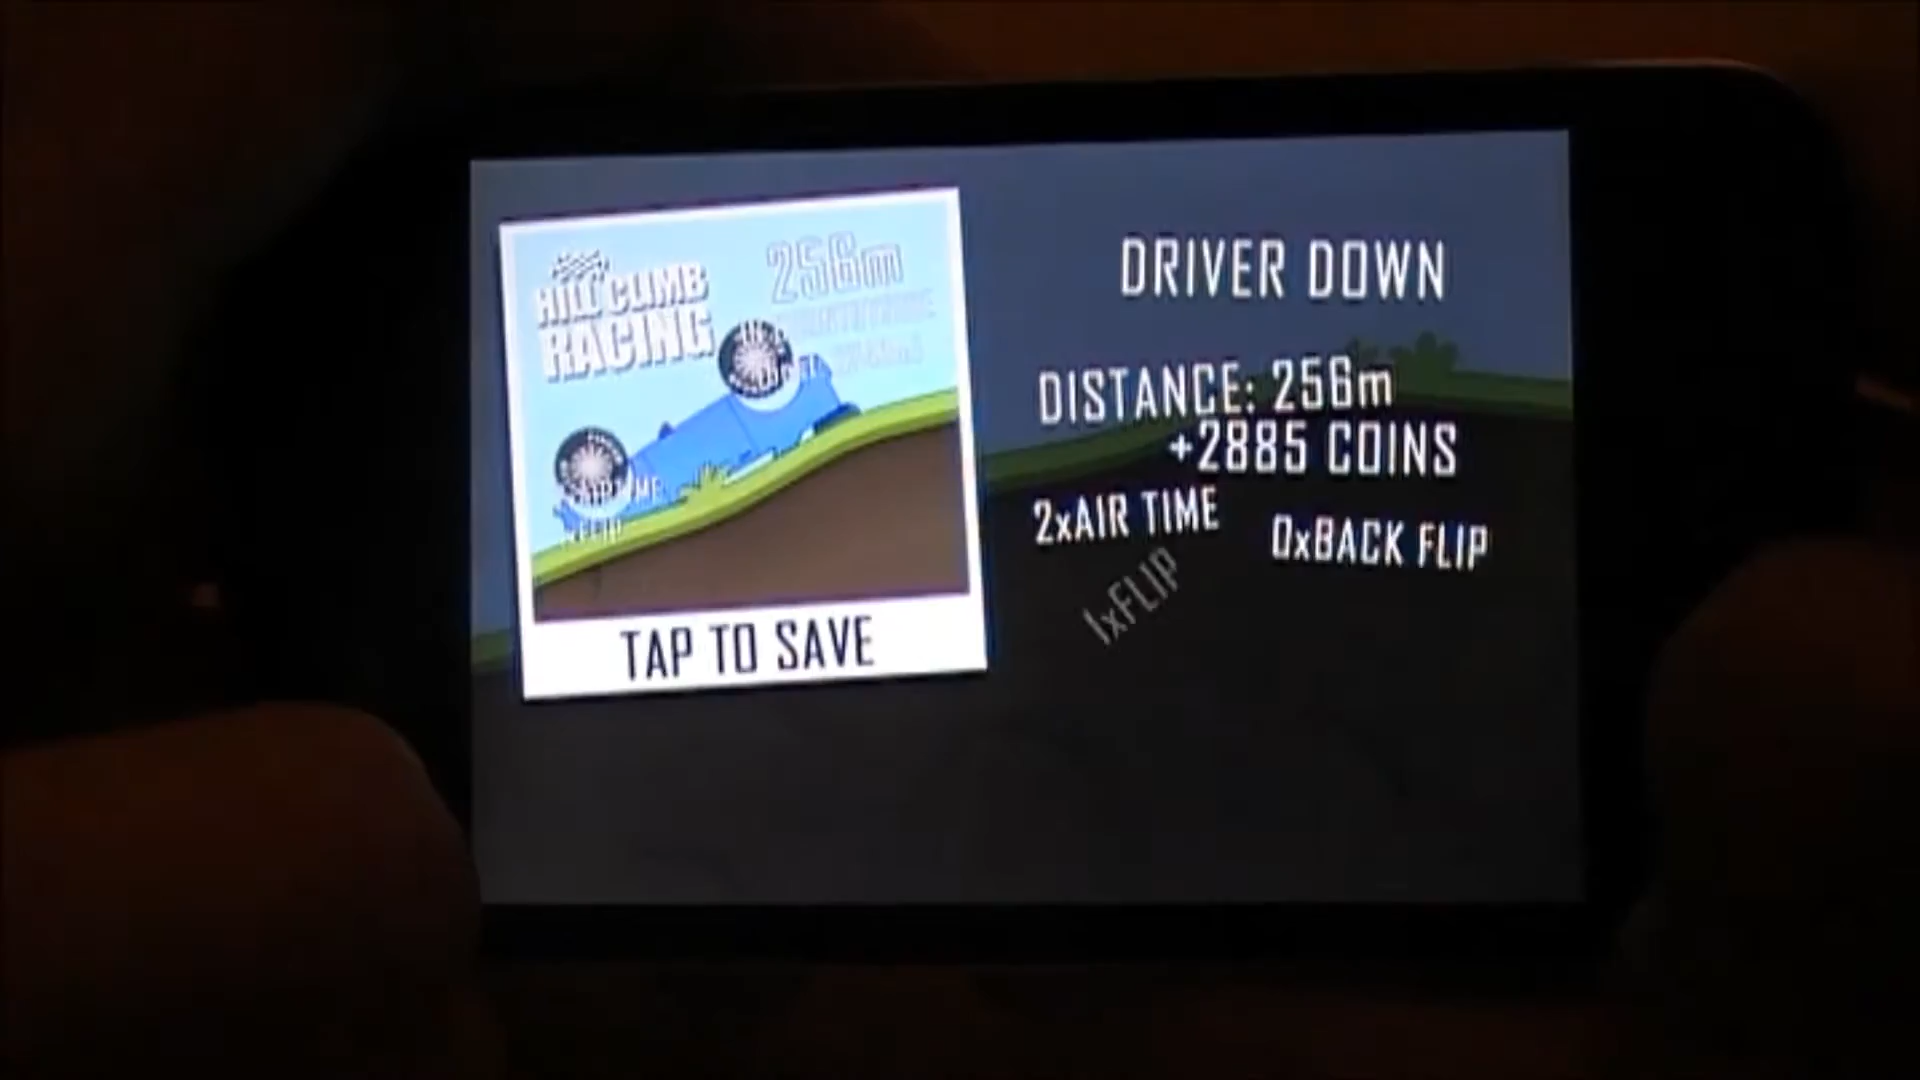 HILL CLIMB
RACING
256m
TAP TO SAVE
DRIVER DOWN
DISTANCE: 256m
+2885 COINS
2xAIR TIME
0xBACK FLIP
1xFLIP